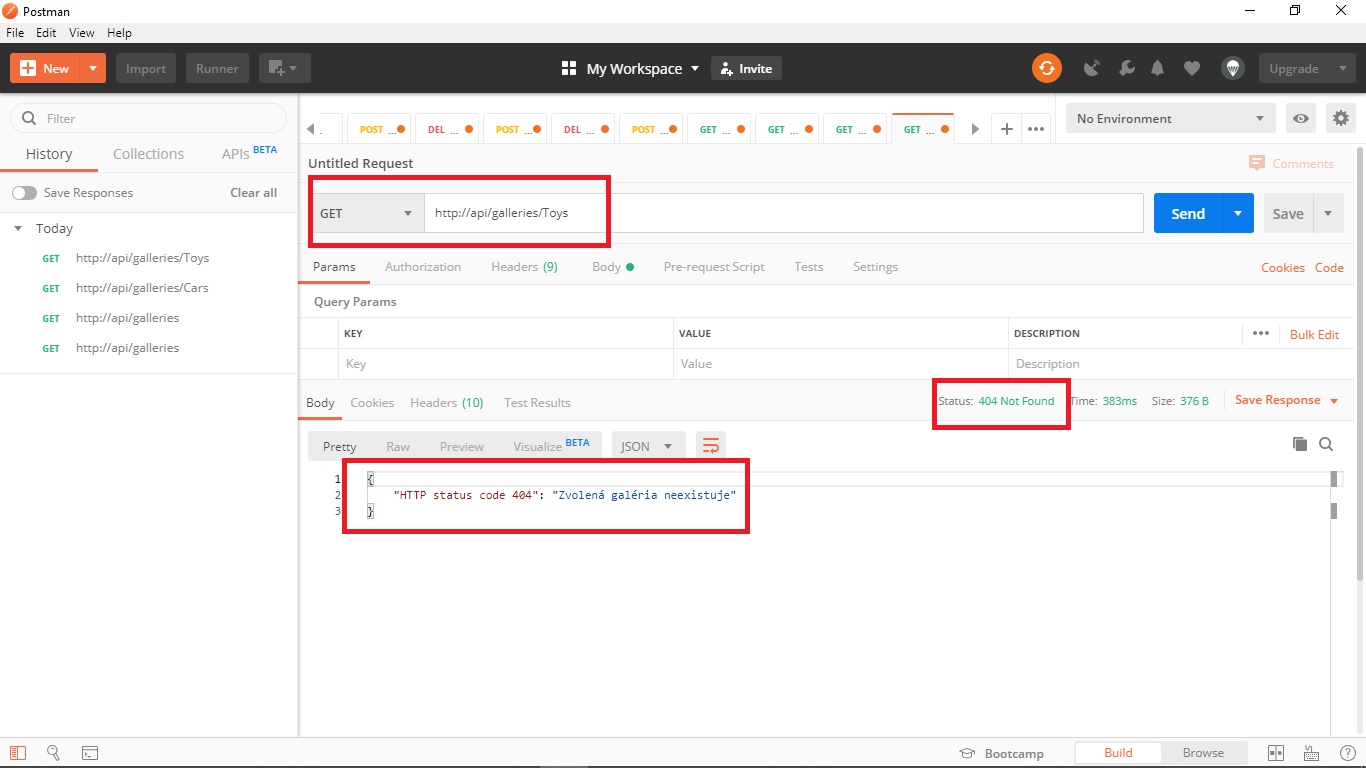 Postman
File Edit View Help
New Import Runner My Workspace Invite Upgrade
Filter
History Collections APIs BETA
Save Responses Clear all
Today
GET http://api/galleries/Toys
GET http://api/galleries/Cars
GET http://api/galleries
GET http://api/galleries
. POST ... DEL ... POST ... DEL ... POST ... GET ... GET ... GET ... GET ... + ••• No Environment
Untitled Request Comments
GET http://api/galleries/Toys Send Save
Params Authorization Headers (9) Body Pre-request Script Tests Settings Cookies Code
Query Params
KEY VALUE DESCRIPTION ••• Bulk Edit
Key Value Description
Body Cookies Headers (10) Test Results Status: 404 Not Found Time: 383ms Size: 376 B Save Response
Pretty Raw Preview Visualize BETA JSON
1 {
2 "HTTP status code 404": "Zvolená galéria neexistuje"
3 }
Bootcamp Build Browse ?